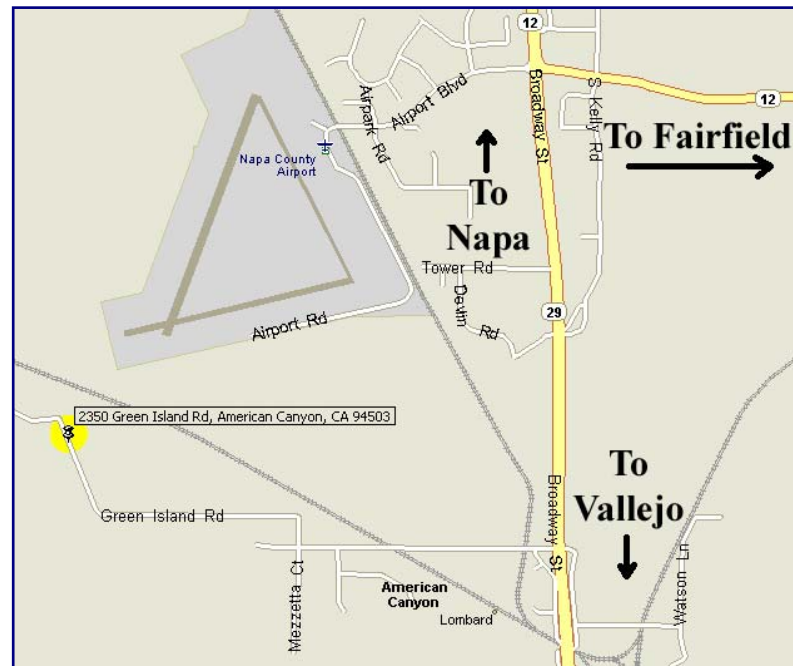 12
Airport Blvd
Airpark Rd
Broadway St
S Kelly Rd
12
To Fairfield
Napa County
Airport
To
Napa
Tower Rd
Devlin Rd
29
Airport Rd
2350 Green Island Rd, American Canyon, CA 94503
To
Vallejo
Broadway St
Green Island Rd
Mezzetta Ct
American
Canyon
Lombard
Watson Ln